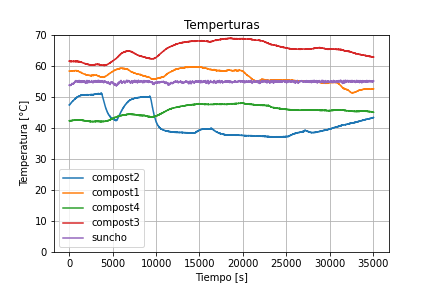 Temperturas
Temperatura [°C]
70
60
50
40
30
20
10
0
compost2
compost1
compost4
compost3
suncho
0 5000 10000 15000 20000 25000 30000 35000
Tiempo [s]